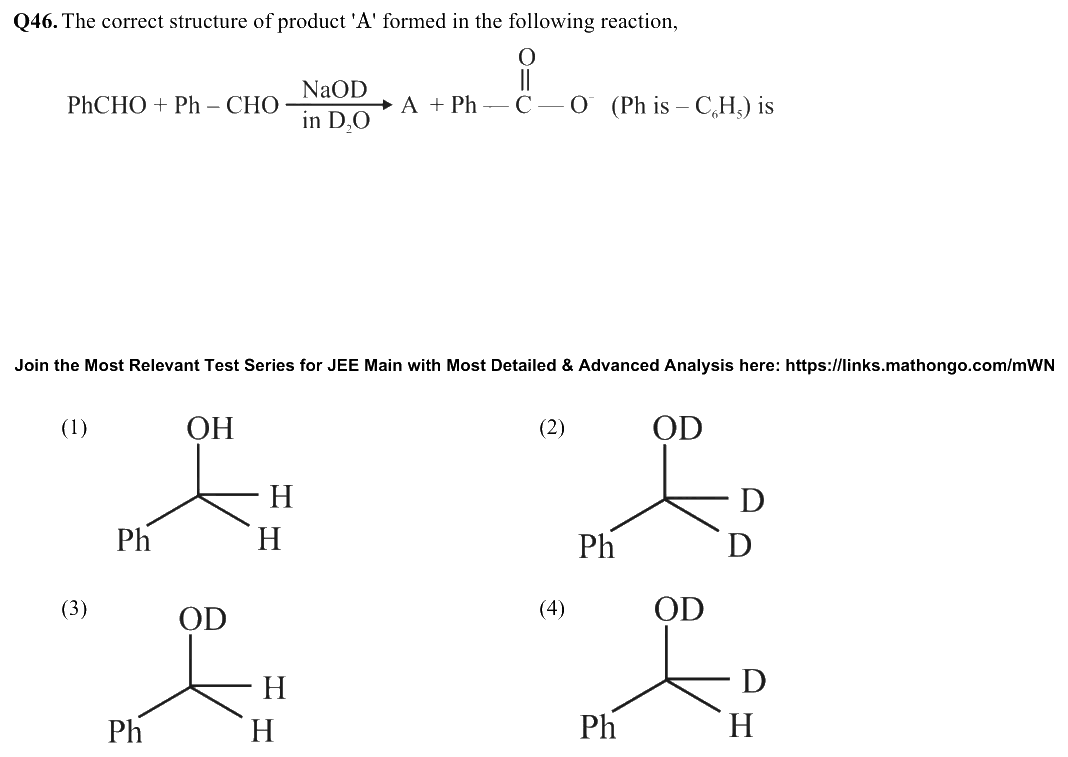 Q46. The correct structure of product 'A' formed in the following reaction,
O
||
PhCHO + Ph – CHO NaOD in D₂O → A + Ph — C — O⁻ (Ph is – C₆H₅) is
Join the Most Relevant Test Series for JEE Main with Most Detailed & Advanced Analysis here: https://links.mathongo.com/mWN
(1) OH
H
Ph H
(2) OD
D
Ph D
(3) OD
H
Ph H
(4) OD
D
Ph H